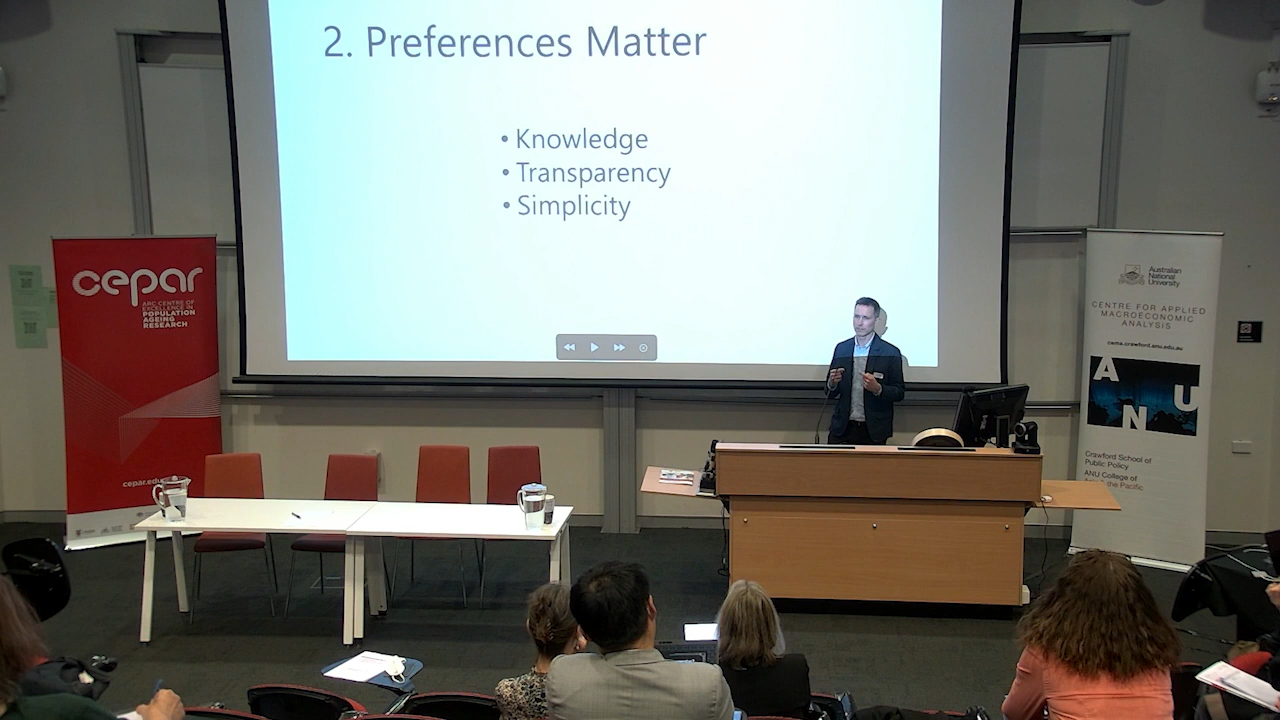 2. Preferences Matter
• Knowledge
• Transparency
• Simplicity
cepar
ARC CENTRE OF
EXCELLENCE IN
POPULATION
AGEING
RESEARCH
cepar.edu
Australian
National
University
CENTRE FOR APPLIED
MACROECONOMIC
ANALYSIS
cama.crawford.anu.edu.au
A
N
U
Crawford School of
Public Policy
ANU College of
the Pacific